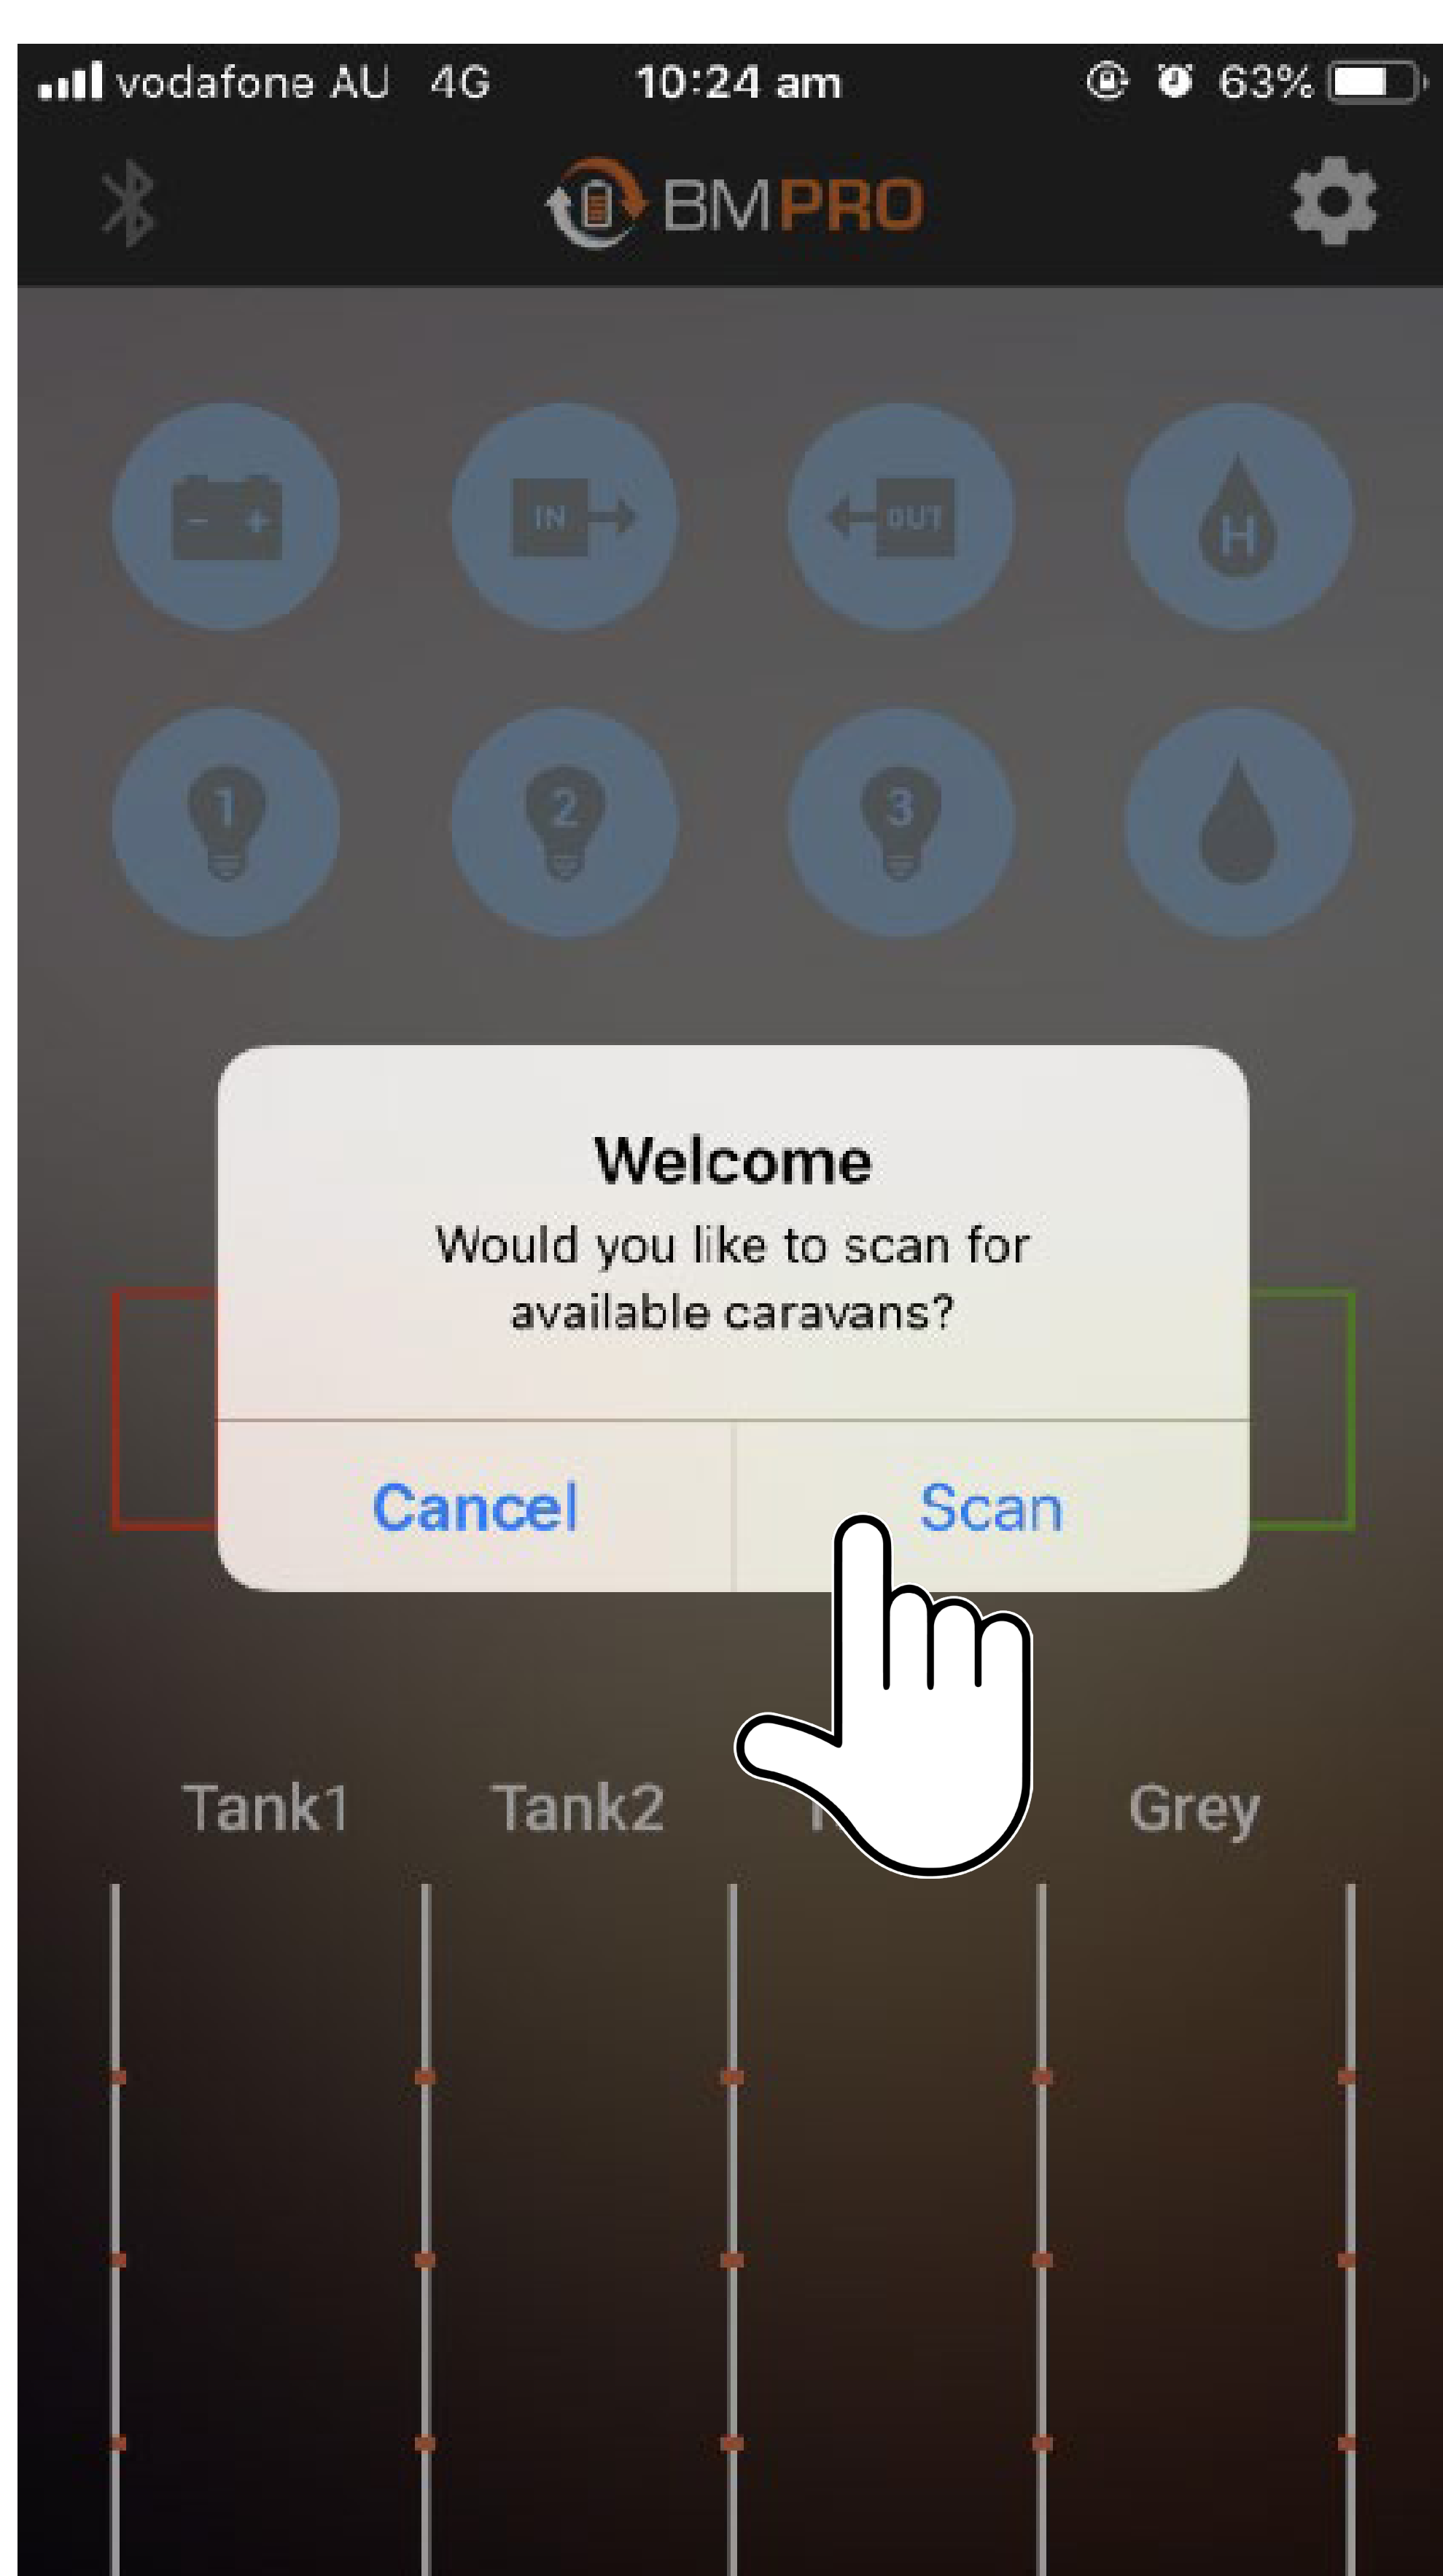 vodafone AU 4G 10:24 am 63%
BMPRO
- +
IN
OUT
H
1
2
3
Welcome
Would you like to scan for
available caravans?
Cancel Scan
Tank1 Tank2 Grey